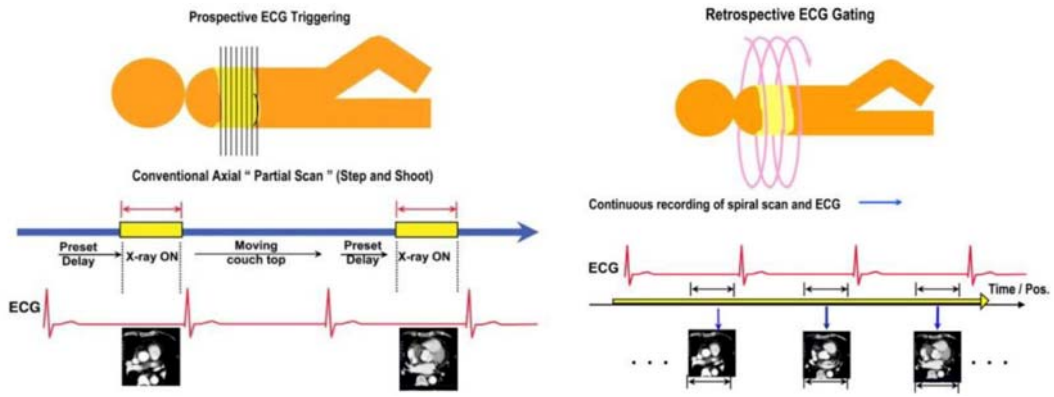 Prospective ECG Triggering
Conventional Axial " Partial Scan " (Step and Shoot)
Preset
Delay
X-ray ON
Moving
couch top
Preset
Delay
X-ray ON
ECG
Retrospective ECG Gating
Continuous recording of spiral scan and ECG
ECG
Time / Pos.
. . .
. . .